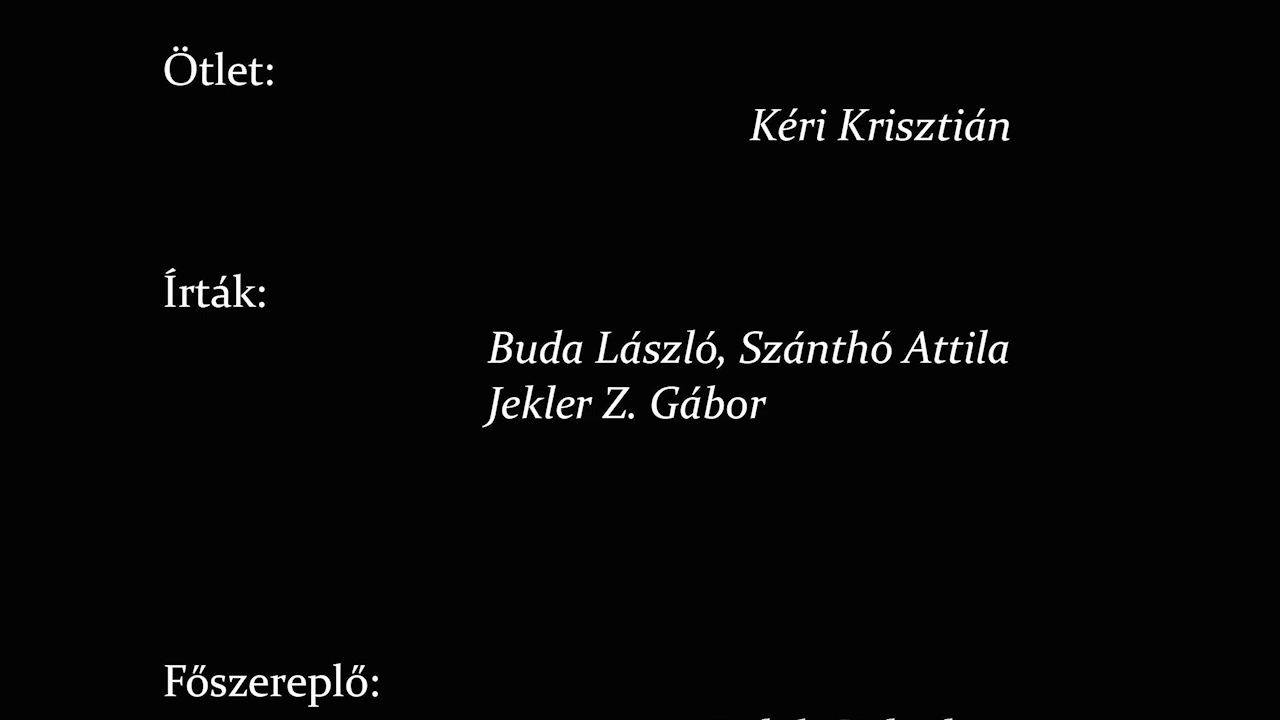 Ötlet:
Kéri Krisztián
Írták:
Buda László, Szánthó Attila
Jekler Z. Gábor
Főszereplő: